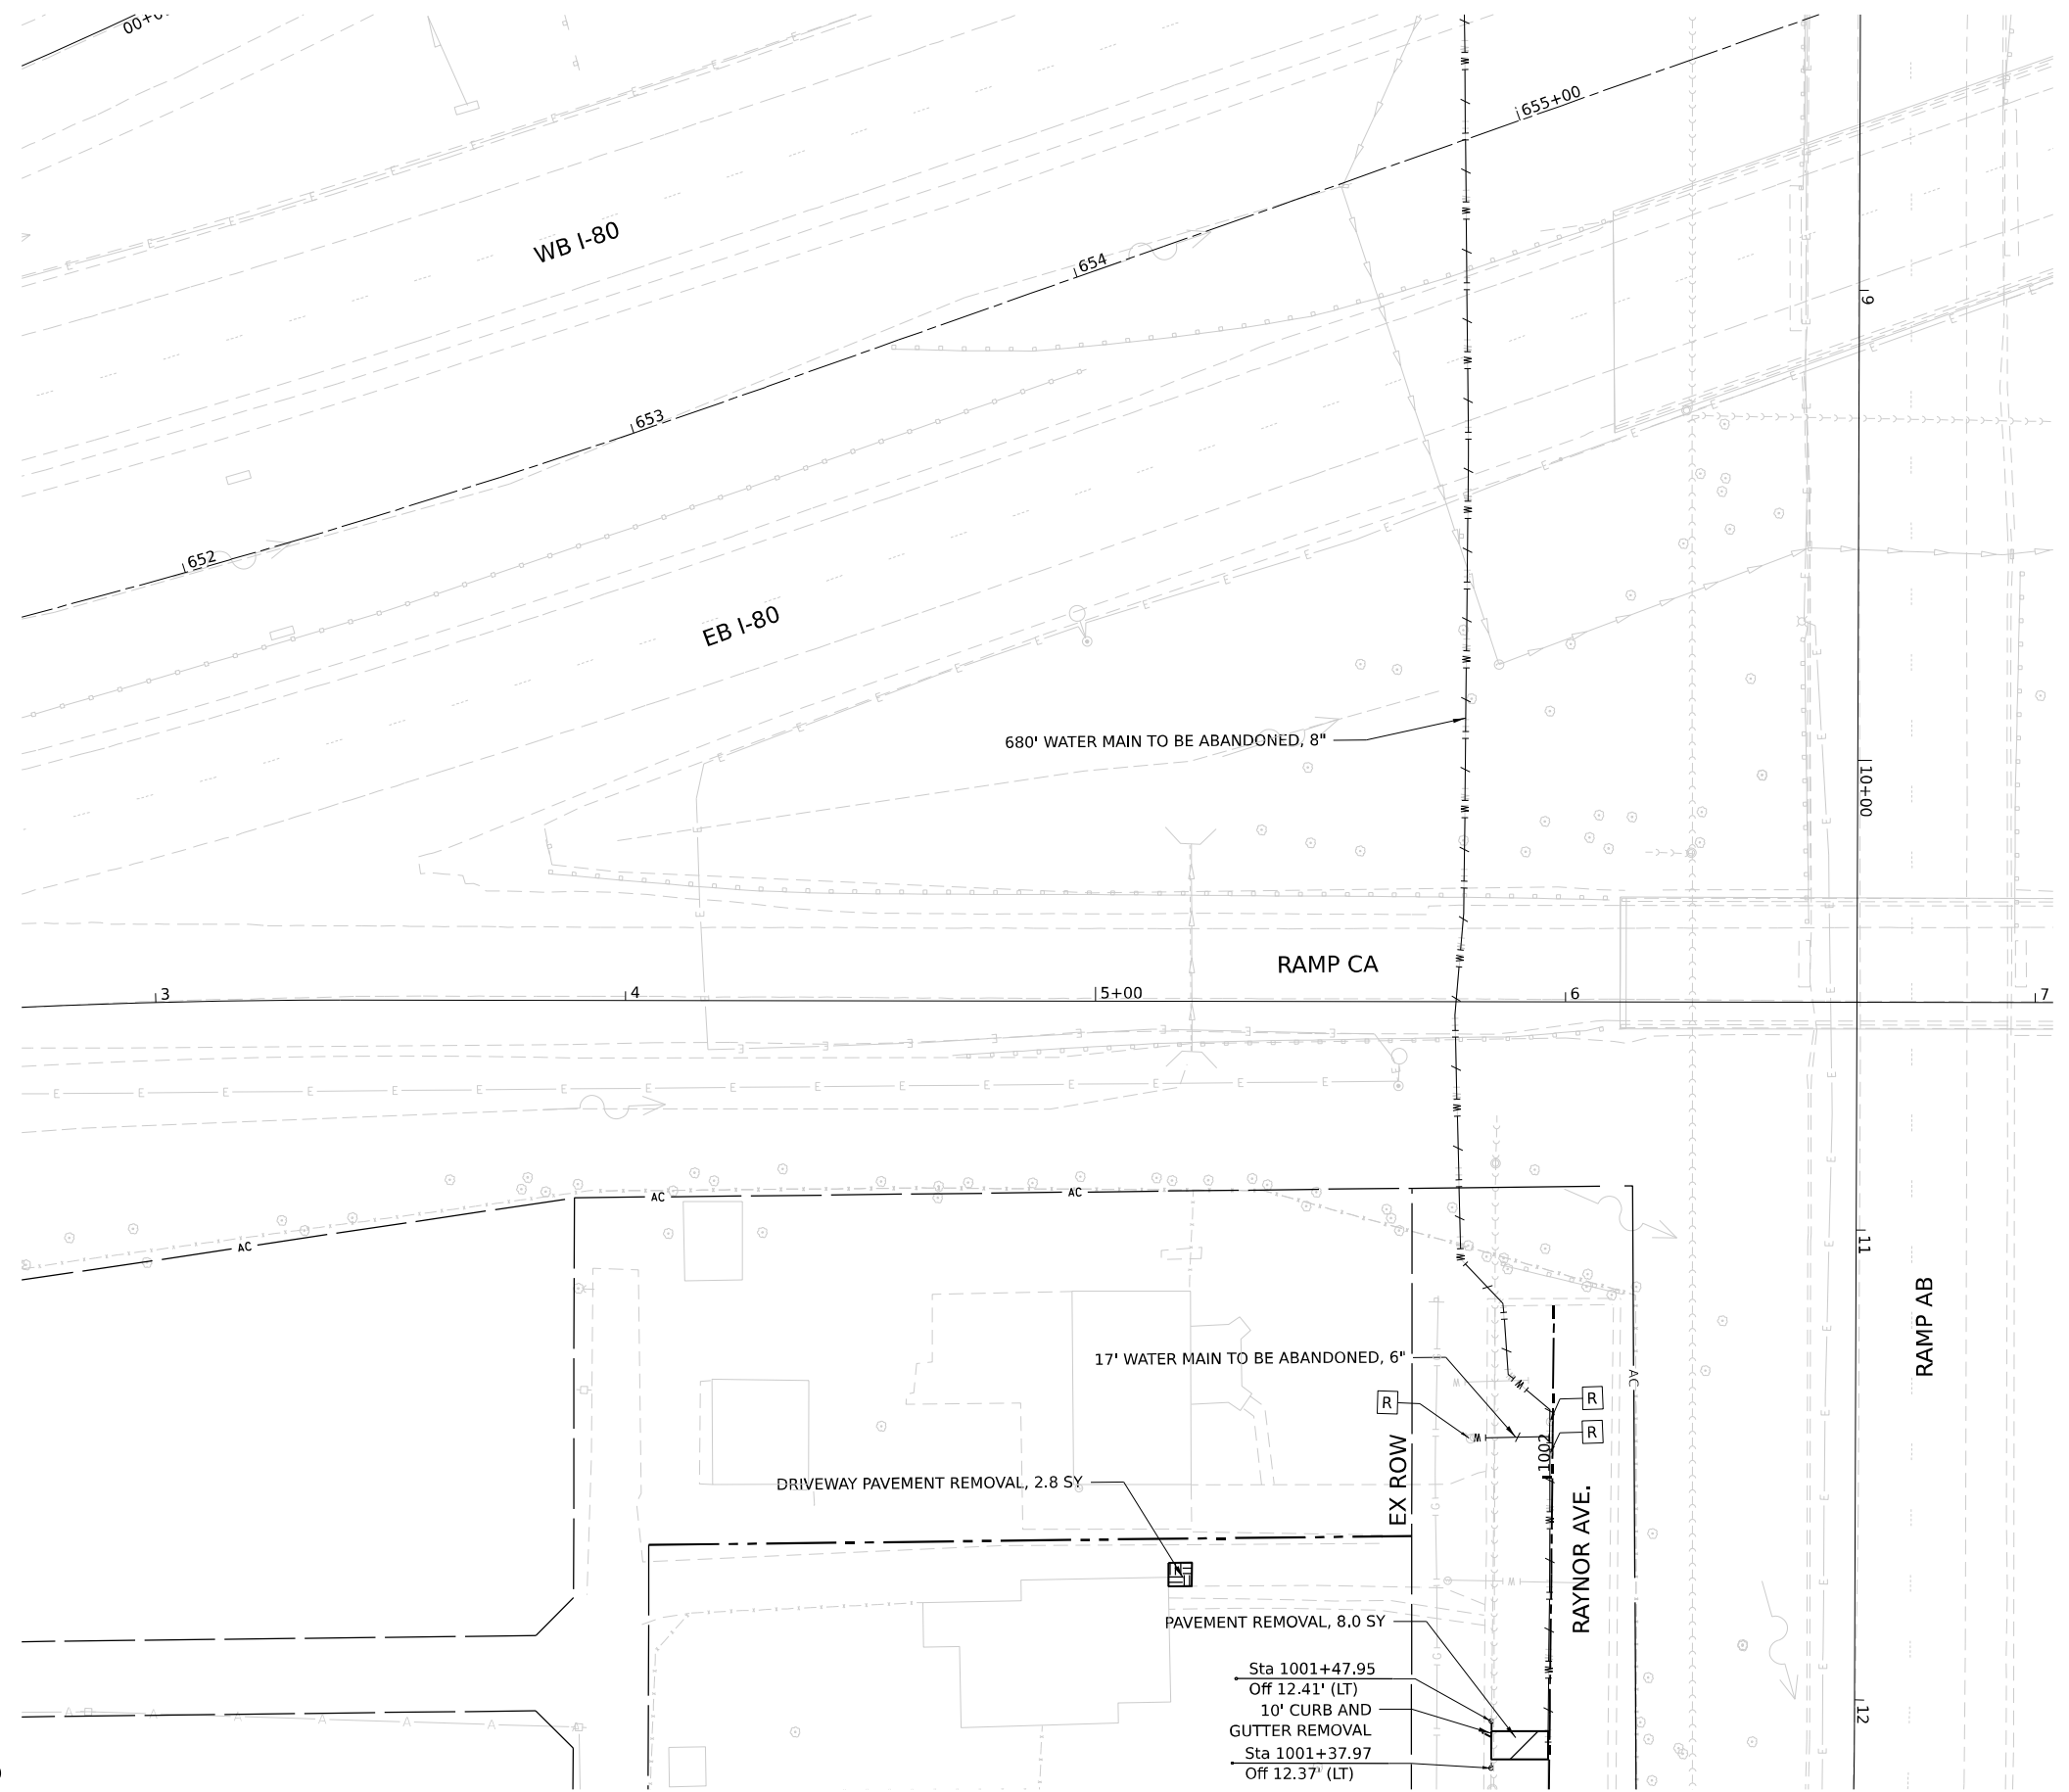 655+00
WB I-80
654
9
653
652
EB I-80
680' WATER MAIN TO BE ABANDONED, 8"
10+00
RAMP CA
3
4
5+00
6
7
AC
AC
AC
11
RAMP AB
17' WATER MAIN TO BE ABANDONED, 6"
AC
R
R
R
EX ROW
1002
DRIVEWAY PAVEMENT REMOVAL, 2.8 SY
RAYNOR AVE.
PAVEMENT REMOVAL, 8.0 SY
Sta 1001+47.95
Off 12.41' (LT)
10' CURB AND
GUTTER REMOVAL
Sta 1001+37.97
Off 12.37' (LT)
12